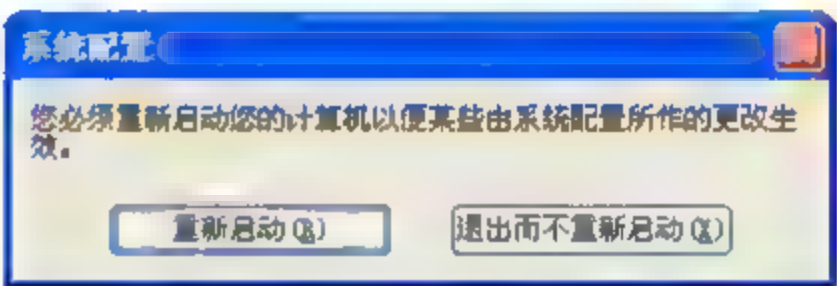 系统配置
您必须重新启动您的计算机以便某些由系统配置所作的更改生
效。
重新启动(R)
退出而不重新启动(X)